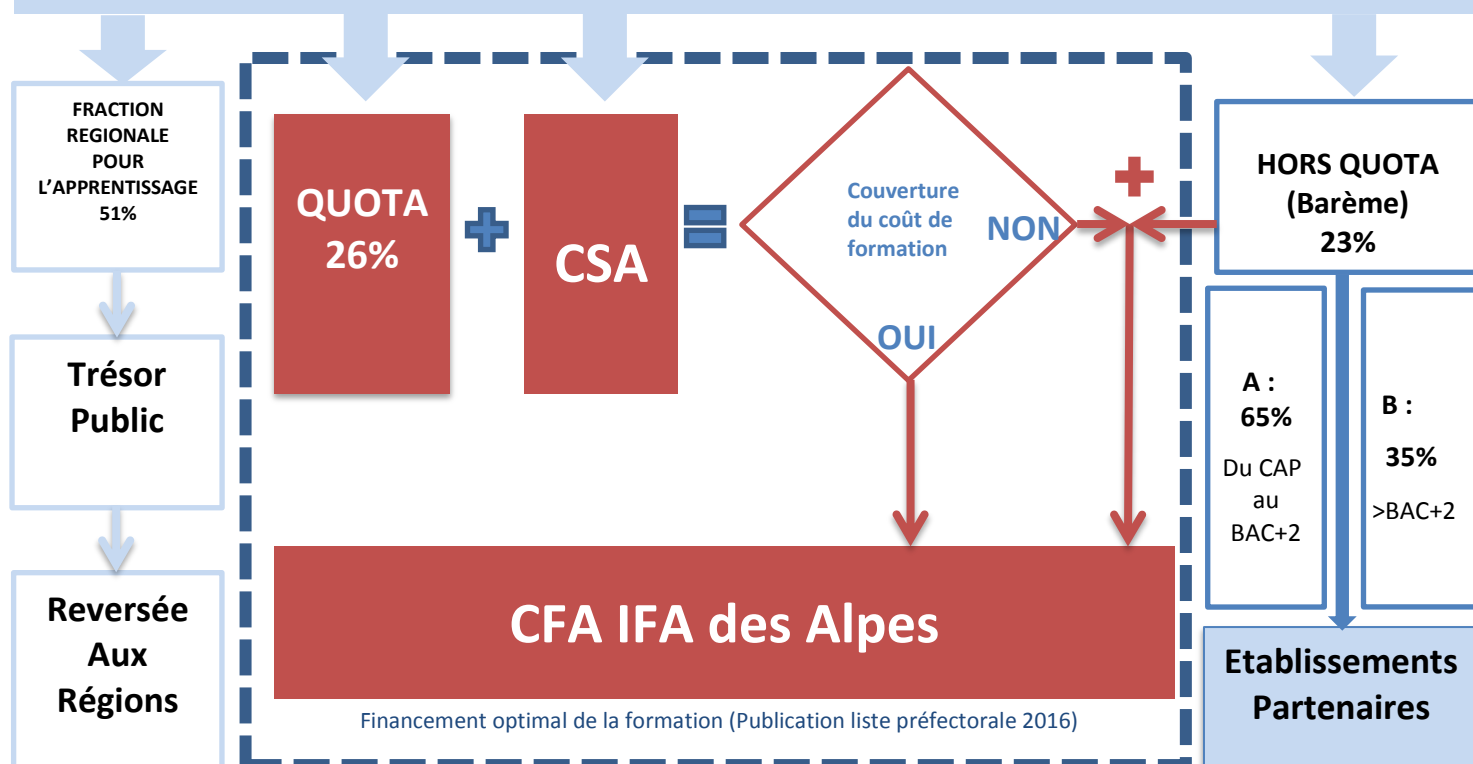 FRACTION
REGIONALE
POUR
L'APPRENTISSAGE
51%
Trésor
Public
Reversée
Aux
Régions
QUOTA
26%
CSA
Couverture
du coût de
formation
NON
OUI
CFA IFA des Alpes
Financement optimal de la formation (Publication liste préfectorale 2016)
HORS QUOTA
(Barème)
23%
A :
65%
Du CAP
au
BAC+2
B :
35%
>BAC+2
Etablissements
Partenaires